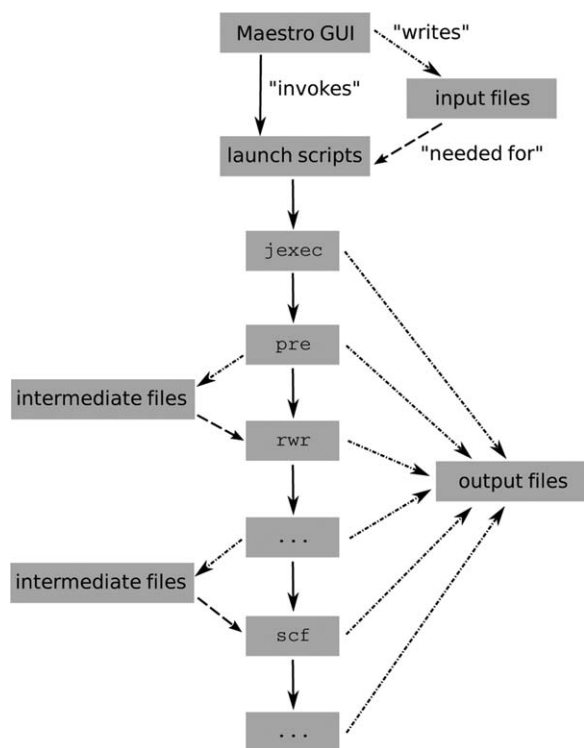 Maestro GUI
"writes"
"invokes"
input files
launch scripts
"needed for"
jexec
pre
intermediate files
rwr
output files
...
intermediate files
scf
...